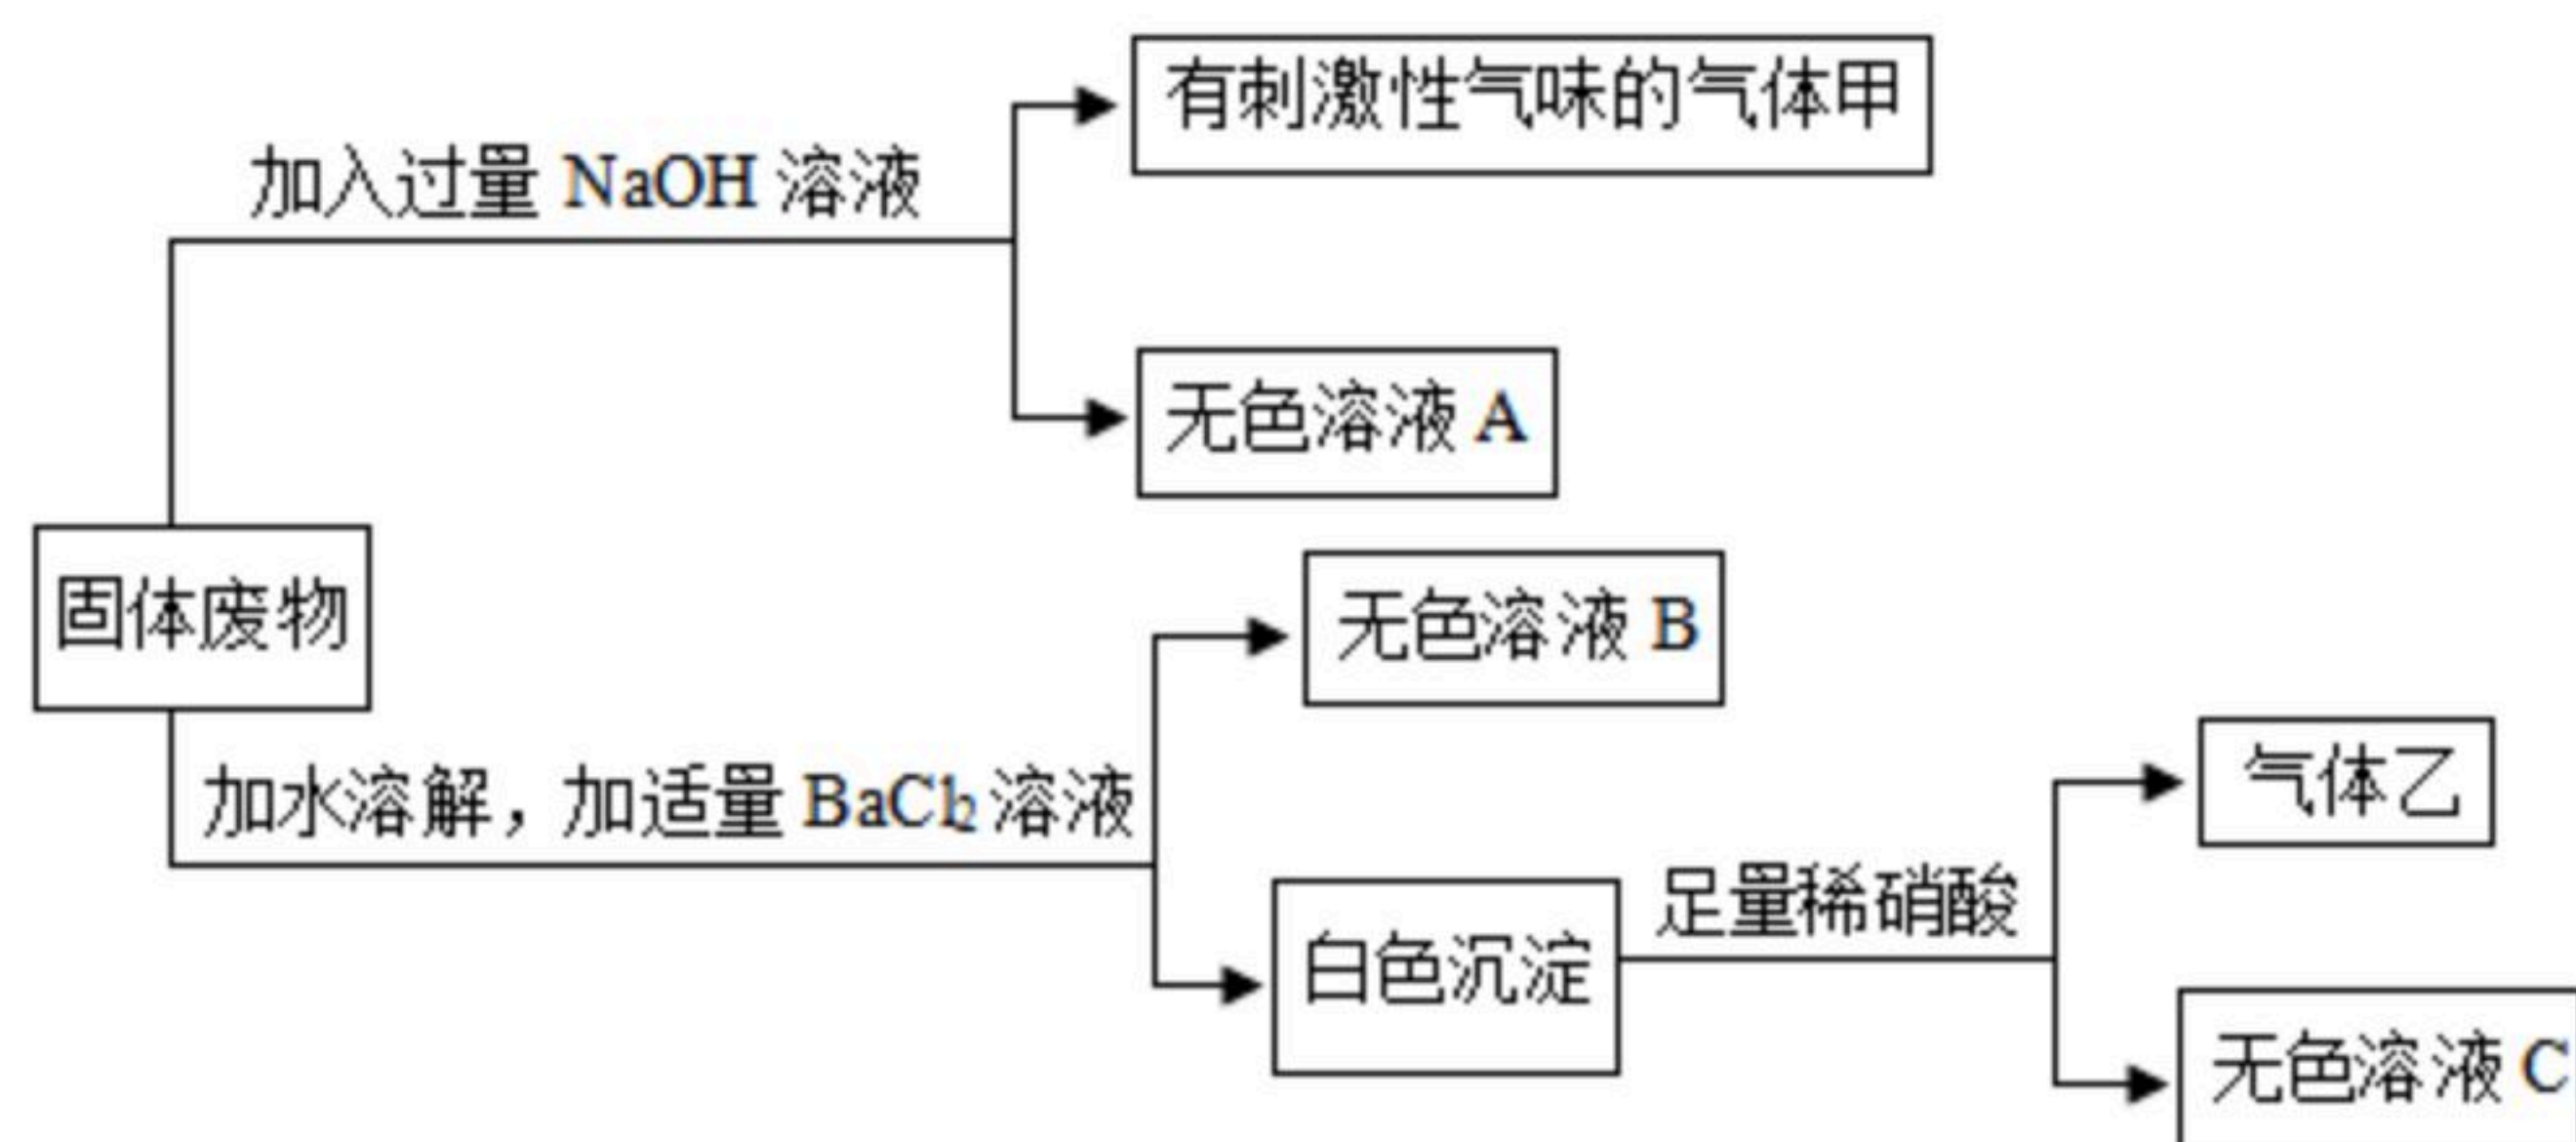 有刺激性气味的气体甲
加入过量 NaOH 溶液
无色溶液 A
固体废物
无色溶液 B
加水溶解，加适量 BaCl₂ 溶液
气体乙
足量稀硝酸
白色沉淀
无色溶液 C